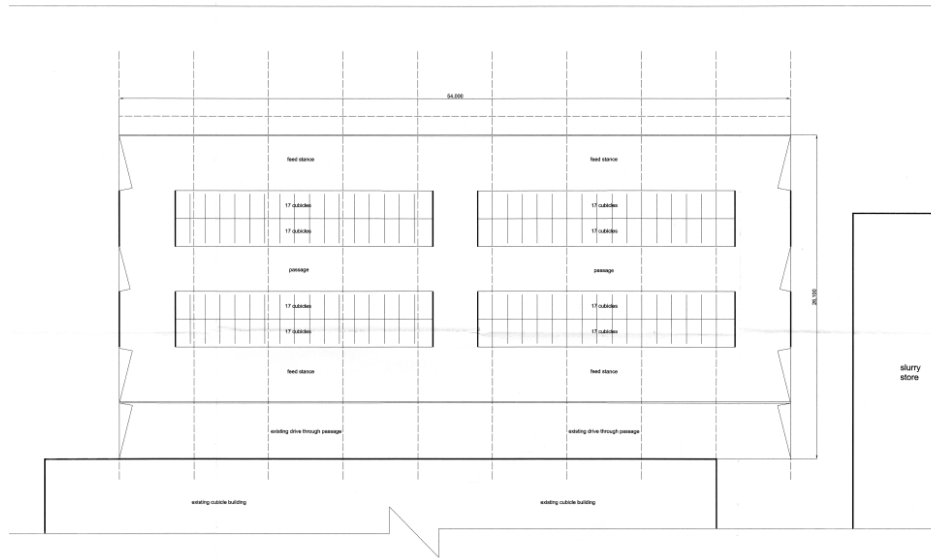 54,000
feed stance
feed stance
17 cubicles
17 cubicles
17 cubicles
17 cubicles
passage
passage
26,100
17 cubicles
17 cubicles
17 cubicles
17 cubicles
feed stance
feed stance
slurry
store
existing drive through passage
existing drive through passage
existing cubicle building
existing cubicle building